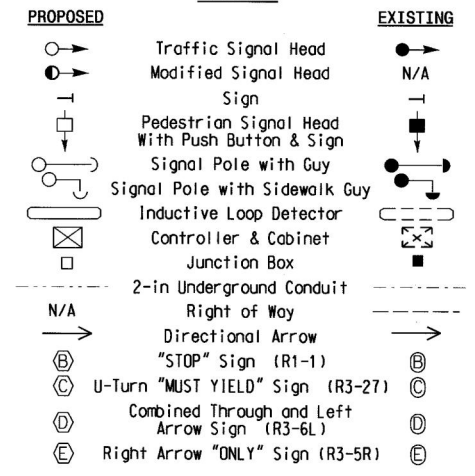 PROPOSED EXISTING
Traffic Signal Head
Modified Signal Head N/A
Sign
Pedestrian Signal Head
With Push Button & Sign
Signal Pole with Guy
Signal Pole with Sidewalk Guy
Inductive Loop Detector
Controller & Cabinet
Junction Box
2-in Underground Conduit
N/A Right of Way
Directional Arrow
B "STOP" Sign (R1-1) B
C U-Turn "MUST YIELD" Sign (R3-27) C
Combined Through and Left
D Arrow Sign (R3-6L) D
E Right Arrow "ONLY" Sign (R3-5R) E